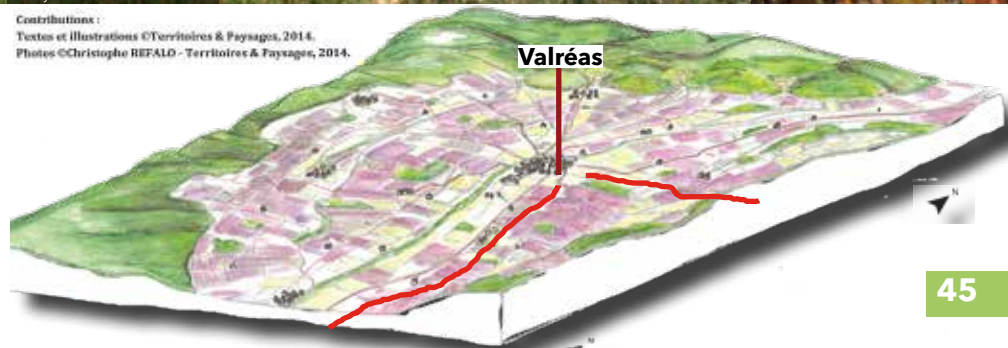 Contributions :
Textes et illustrations ©Territoires & Paysages, 2014.
Photos ©Christophe REFALO - Territoires & Paysages, 2014.
Valréas
N
45
N